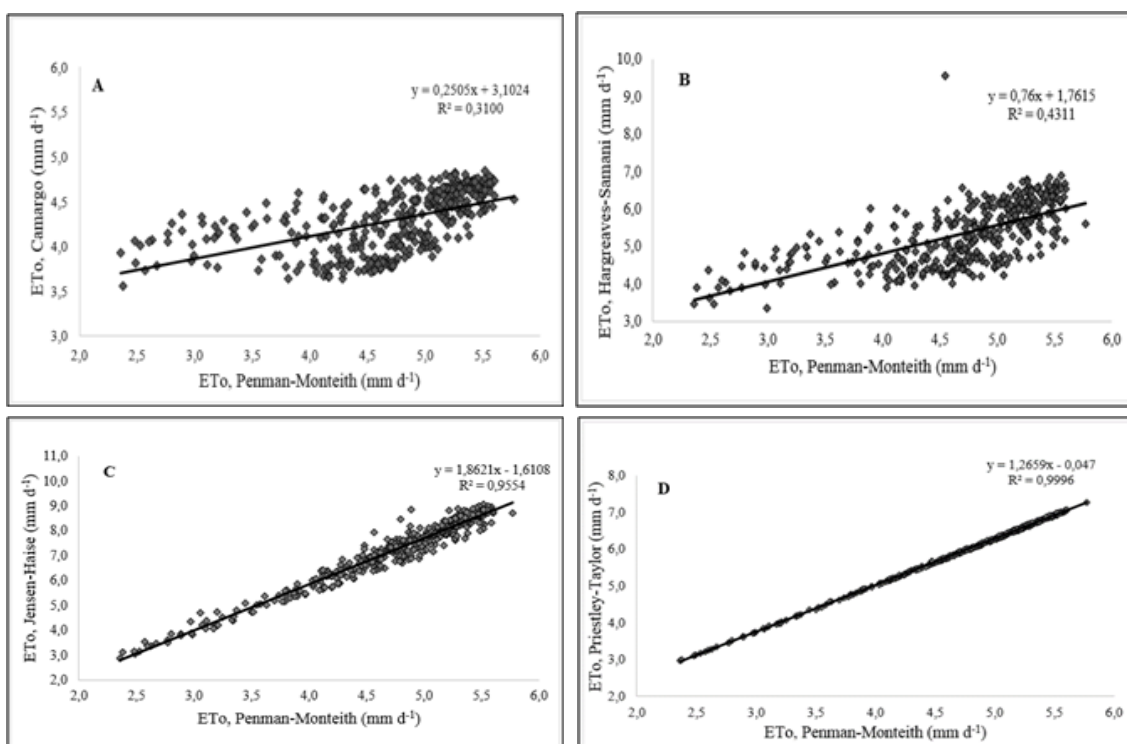 A
y = 0,2505x + 3,1024
R² = 0,3100
ETo, Camargo (mm d⁻¹)
6,0
5,5
5,0
4,5
4,0
3,5
3,0
2,0 2,5 3,0 3,5 4,0 4,5 5,0 5,5 6,0
ETo, Penman-Monteith (mm d⁻¹)
B
y = 0,76x + 1,7615
R² = 0,4311
ETo, Hargreaves-Samani (mm d⁻¹)
10,0
9,0
8,0
7,0
6,0
5,0
4,0
3,0
2,0 2,5 3,0 3,5 4,0 4,5 5,0 5,5 6,0
ETo, Penman-Monteith (mm d⁻¹)
C
y = 1,8621x - 1,6108
R² = 0,9554
ETo, Jensen-Haise (mm d⁻¹)
11,0
10,0
9,0
8,0
7,0
6,0
5,0
4,0
3,0
2,0
2,0 2,5 3,0 3,5 4,0 4,5 5,0 5,5 6,0
ETo, Penman-Monteith (mm d⁻¹)
D
y = 1,2659x - 0,047
R² = 0,9996
ETo, Priestley-Taylor (mm d⁻¹)
8,0
7,0
6,0
5,0
4,0
3,0
2,0
2,0 2,5 3,0 3,5 4,0 4,5 5,0 5,5 6,0
ETo, Penman-Monteith (mm d⁻¹)